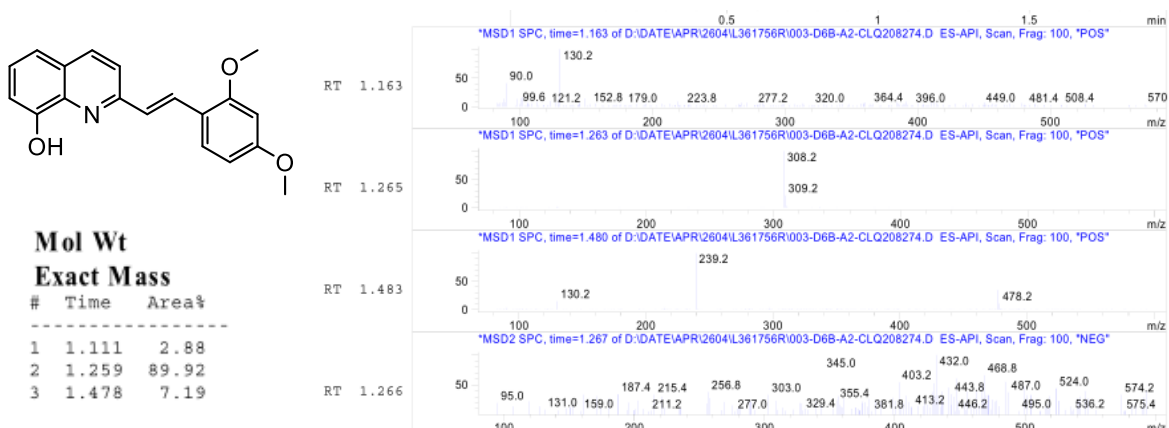 O
N
OH
O
Mol Wt
Exact Mass
# Time Area%
-----------------
1 1.111 2.88
2 1.259 89.92
3 1.478 7.19
0.5 1 1.5 min
RT 1.163
*MSD1 SPC, time=1.163 of D:\DATE\APR\2604\L361756R\003-D6B-A2-CLQ208274.D ES-API, Scan, Frag: 100, "POS"
130.2
90.0
50
99.6 121.2 152.8 179.0 223.8 277.2 320.0 364.4 396.0 449.0 481.4 508.4 570
0
100 200 300 400 500 m/z
RT 1.265
*MSD1 SPC, time=1.263 of D:\DATE\APR\2604\L361756R\003-D6B-A2-CLQ208274.D ES-API, Scan, Frag: 100, "POS"
308.2
50
309.2
0
100 200 300 400 500 m/z
RT 1.483
*MSD1 SPC, time=1.480 of D:\DATE\APR\2604\L361756R\003-D6B-A2-CLQ208274.D ES-API, Scan, Frag: 100, "POS"
239.2
50
130.2 478.2
0
100 200 300 400 500 m/z
RT 1.266
*MSD2 SPC, time=1.267 of D:\DATE\APR\2604\L361756R\003-D6B-A2-CLQ208274.D ES-API, Scan, Frag: 100, "NEG"
345.0 432.0
403.2 468.8
50
187.4 215.4 256.8 303.0 355.4 443.8 487.0 524.0 574.2
95.0
131.0 159.0 211.2 277.0 329.4 381.8 413.2 446.2 495.0 536.2 575.4
100 200 300 400 500 m/z